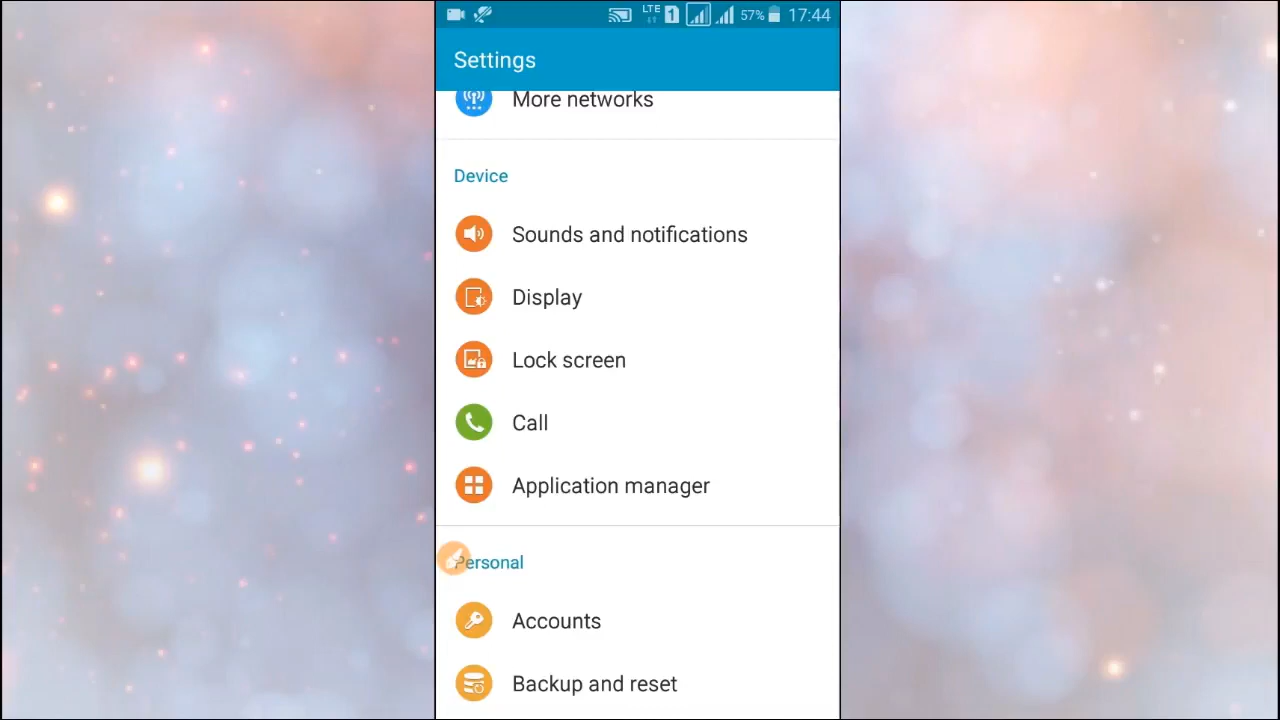 LTE 1 57% 17:44
Settings
More networks
Device
Sounds and notifications
Display
Lock screen
Call
Application manager
Personal
Accounts
Backup and reset